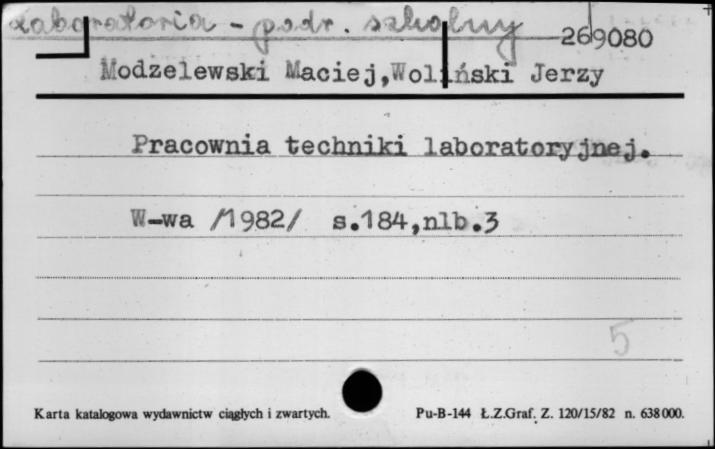 Laboratoria - podr. szkolny
269080
Modzelewski Maciej,Woliński Jerzy
Pracownia techniki laboratoryjnej.
W-wa /1982/ s.184,nlb.3
5
Karta katalogowa wydawnictw ciągłych i zwartych. Pu-B-144 Ł.Z.Graf. Z. 120/15/82 n. 638000.